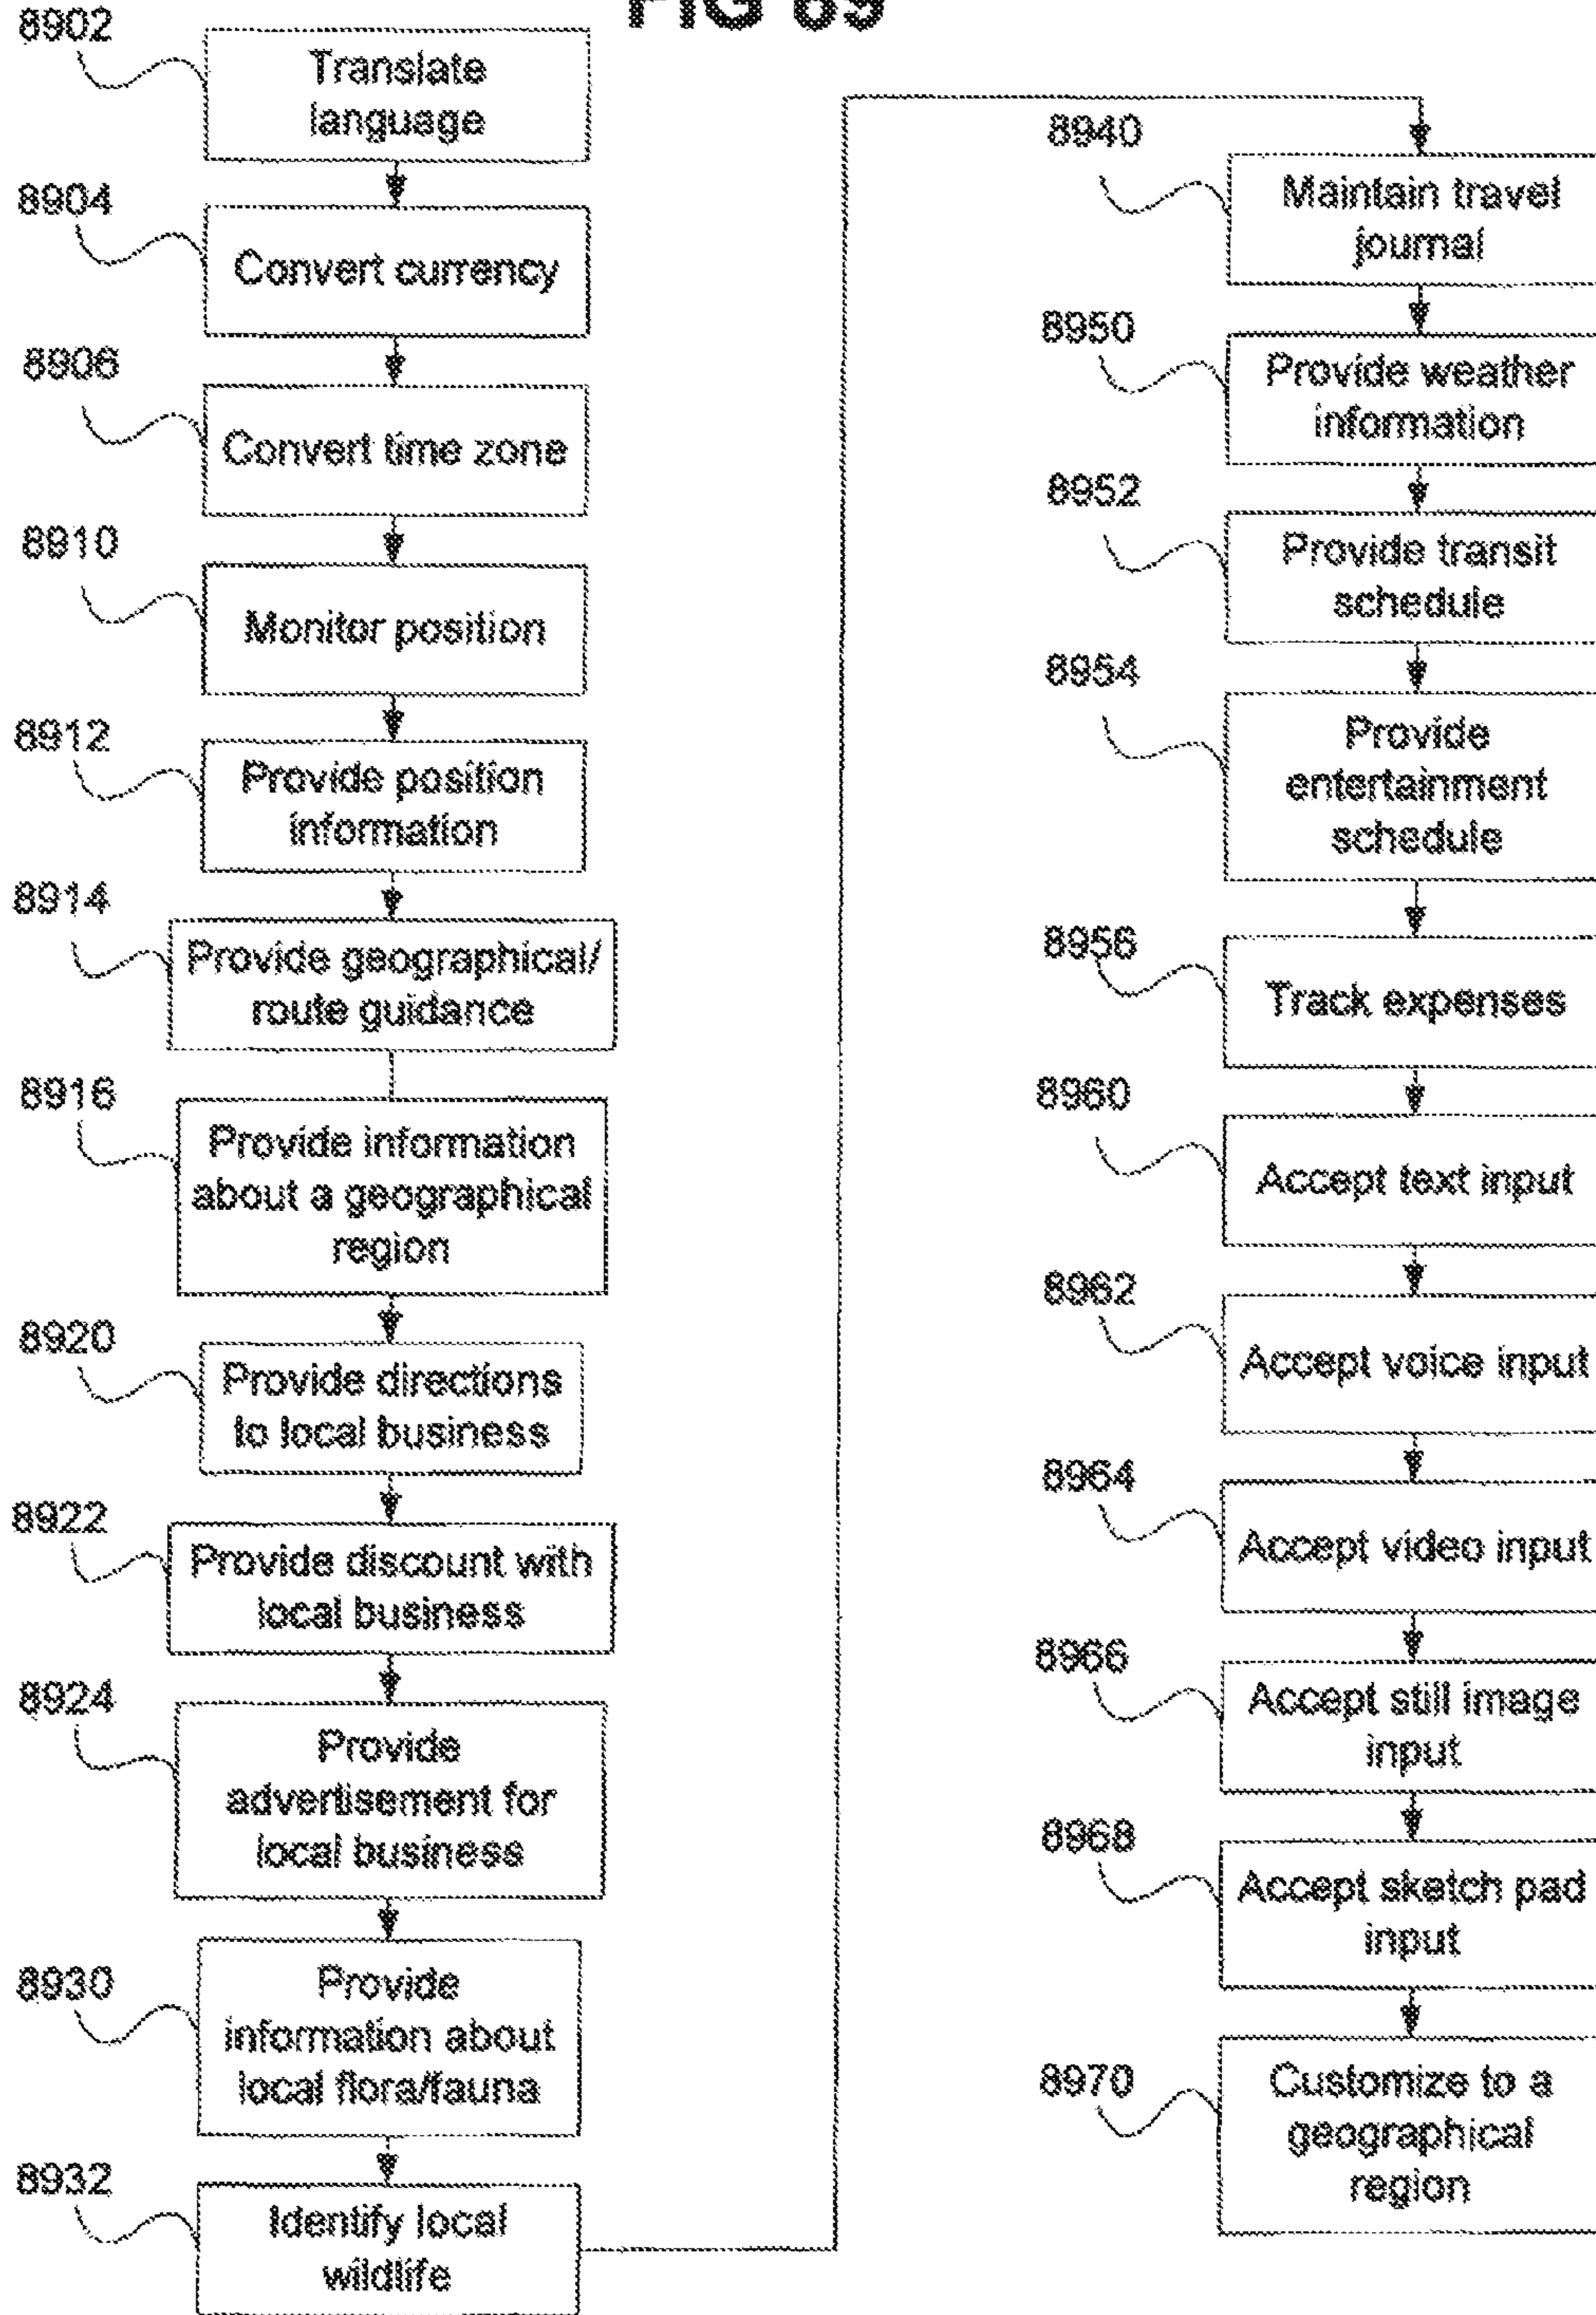 FIG 89
8902
Translate
language
8904
Convert currency
8906
Convert time zone
8910
Monitor position
8912
Provide position
information
8914
Provide geographical/
route guidance
8916
Provide information
about a geographical
region
8920
Provide directions
to local business
8922
Provide discount with
local business
8924
Provide
advertisement for
local business
8930
Provide
information about
local flora/fauna
8932
Identify local
wildlife
8940
Maintain travel
journal
8950
Provide weather
information
8952
Provide transit
schedule
8954
Provide
entertainment
schedule
8956
Track expenses
8960
Accept text input
8962
Accept voice input
8964
Accept video input
8966
Accept still image
input
8968
Accept sketch pad
input
8970
Customize to a
geographical
region